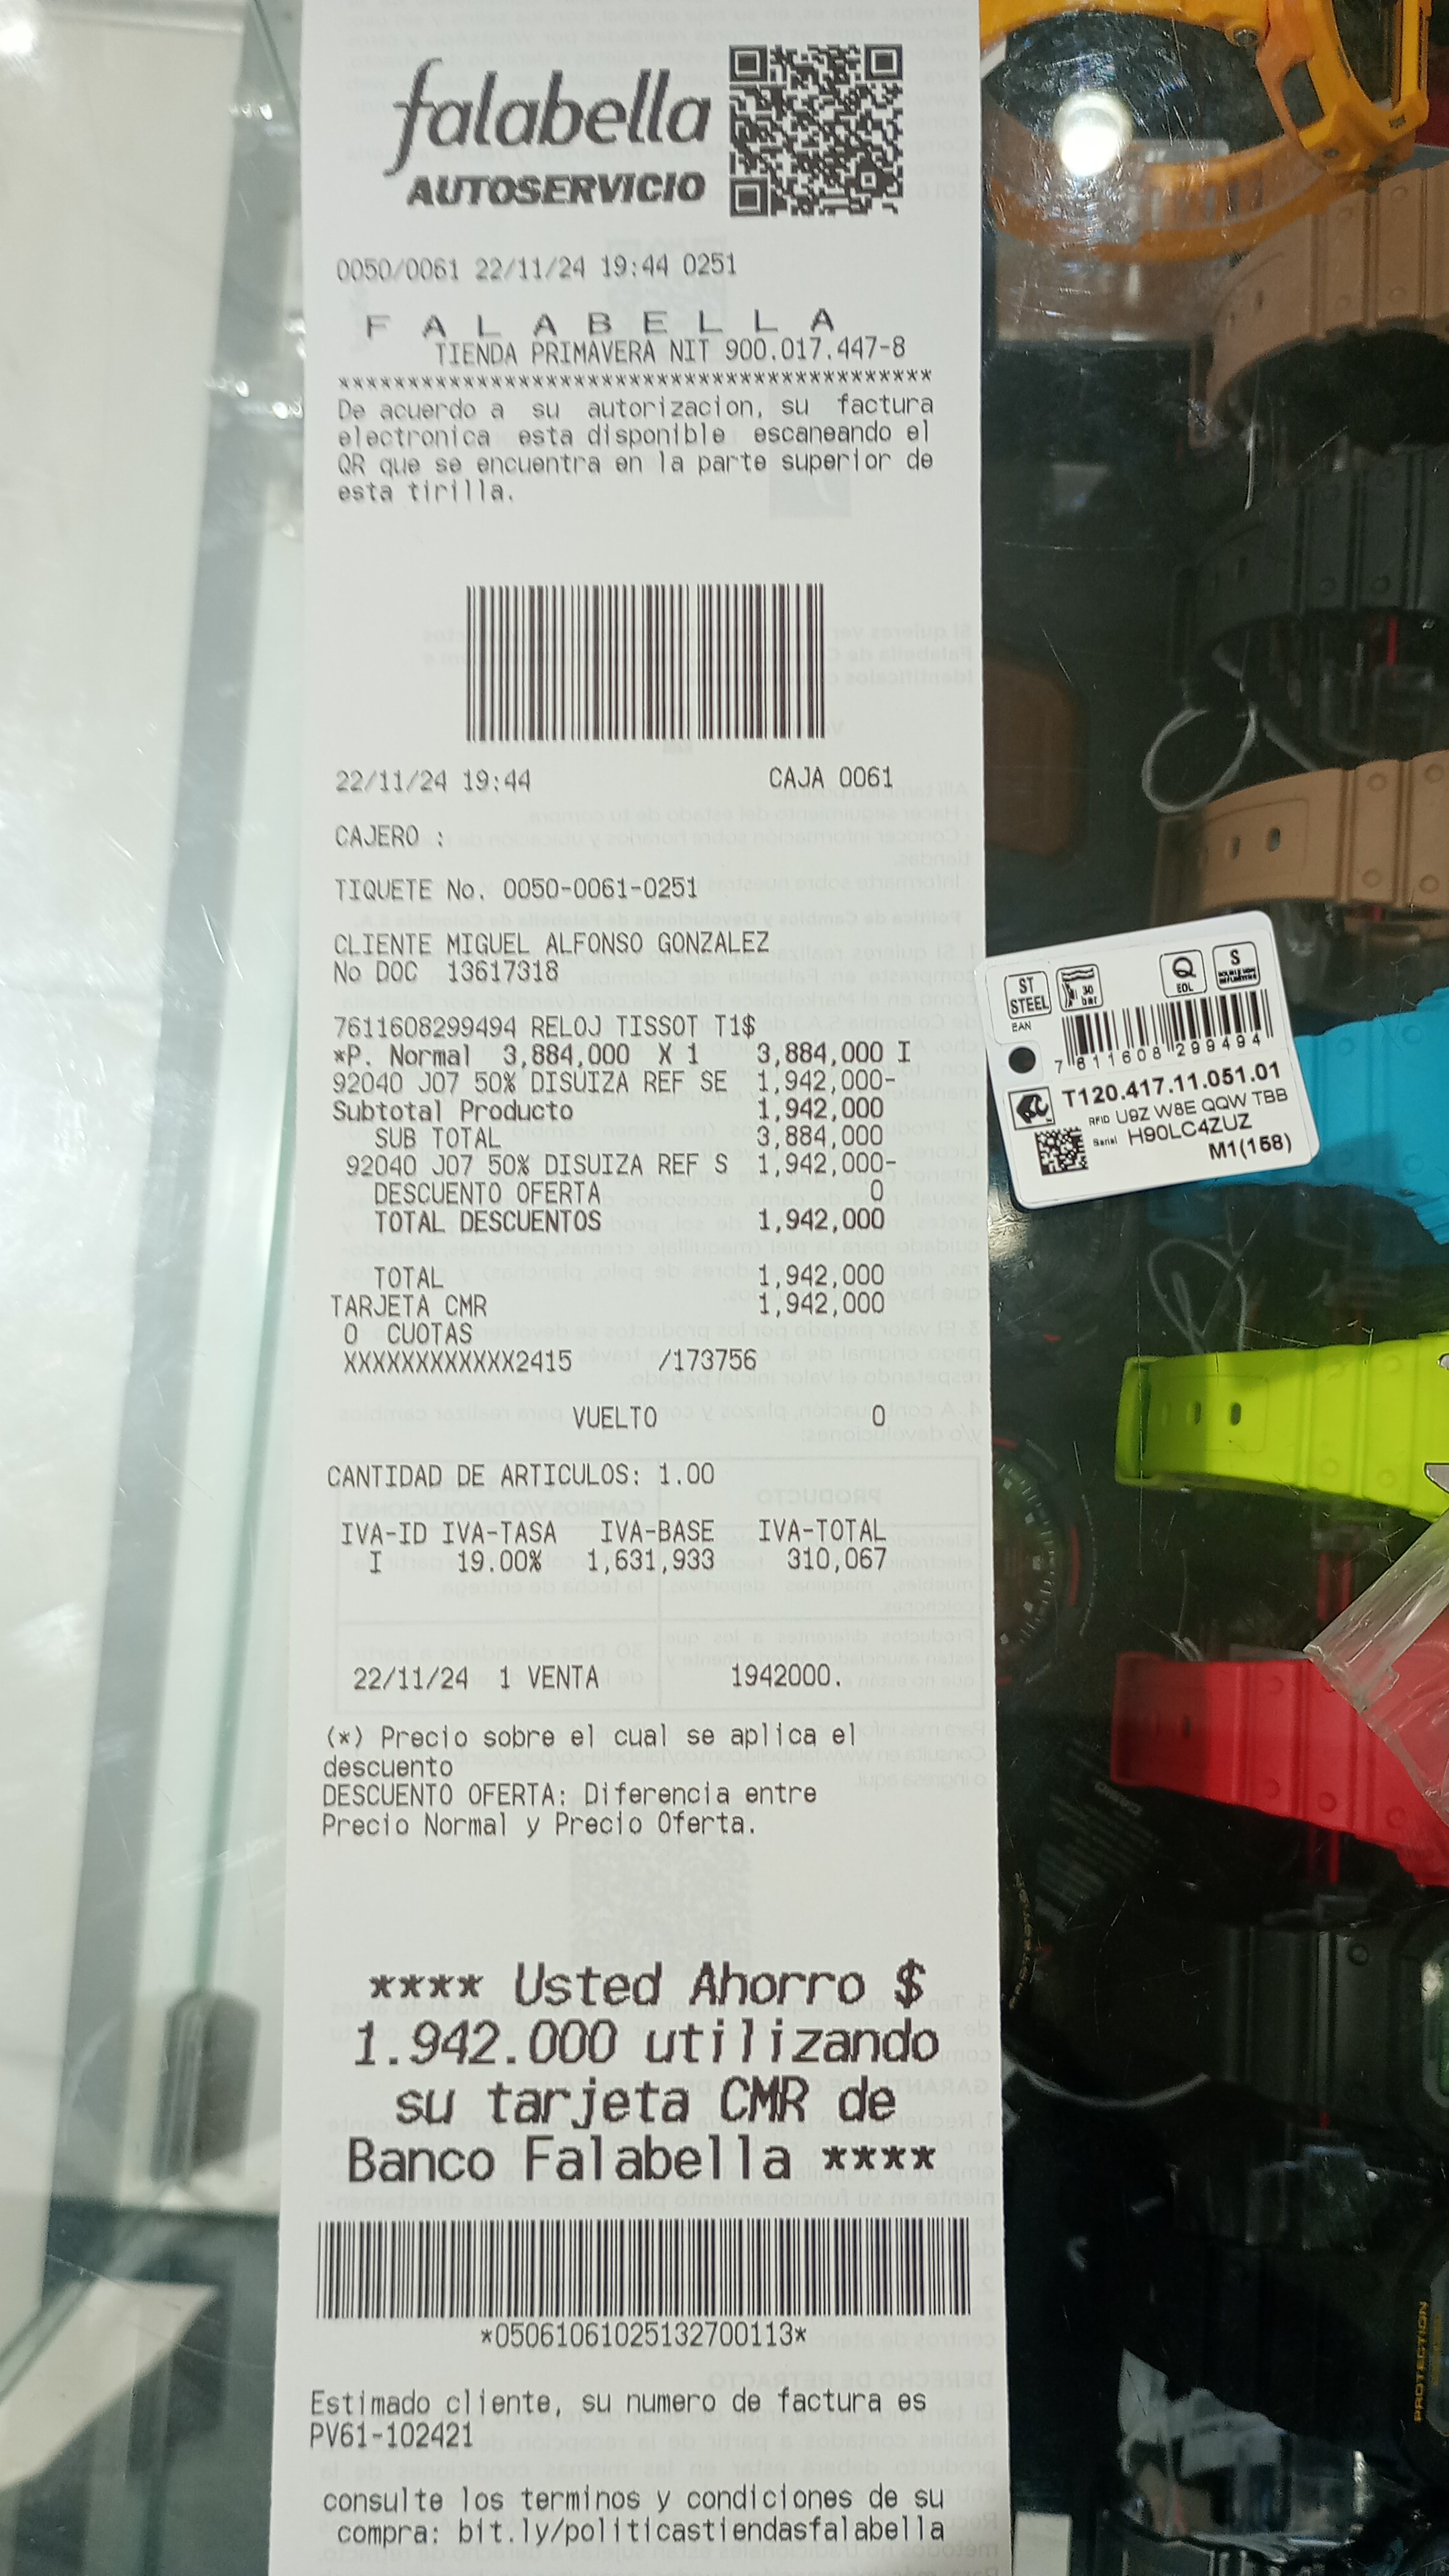 falabella
AUTOSERVICIO
0050/0061 22/11/24 19:44 0251
F A L A B E L L A
TIENDA PRIMAVERA NIT 900.017.447-8
******************************************
De acuerdo a su autorizacion, su factura
electronica esta disponible escaneando el
QR que se encuentra en la parte superior de
esta tirilla.
22/11/24 19:44 CAJA 0061
CAJERO :
TIQUETE No. 0050-0061-0251
CLIENTE MIGUEL ALFONSO GONZALEZ
No DOC 13617318
7611608299494 RELOJ TISSOT T1$
*P. Normal 3,884,000 X 1 3,884,000 I
92040 J07 50% DISUIZA REF SE 1,942,000-
Subtotal Producto 1,942,000
SUB TOTAL 3,884,000
92040 J07 50% DISUIZA REF S 1,942,000-
DESCUENTO OFERTA 0
TOTAL DESCUENTOS 1,942,000
TOTAL 1,942,000
TARJETA CMR 1,942,000
0 CUOTAS
XXXXXXXXXXXX2415 /173756
VUELTO 0
CANTIDAD DE ARTICULOS: 1.00
IVA-ID IVA-TASA IVA-BASE IVA-TOTAL
I 19.00% 1,631,933 310,067
22/11/24 1 VENTA 1942000.
(*) Precio sobre el cual se aplica el
descuento
DESCUENTO OFERTA: Diferencia entre
Precio Normal y Precio Oferta.
**** Usted Ahorro $
1.942.000 utilizando
su tarjeta CMR de
Banco Falabella ****
*05061061025132700113*
Estimado cliente, su numero de factura es
PV61-102421
consulte los terminos y condiciones de su
compra: bit.ly/politicastiendasfalabella
ST STEEL
30 bar
Q EOL
S
EAN
7 611608 299494
T120.417.11.051.01
RFID U9Z W8E QQW TBB
Serial H90LC4ZUZ
M1(158)
CASIO
PROTECTION